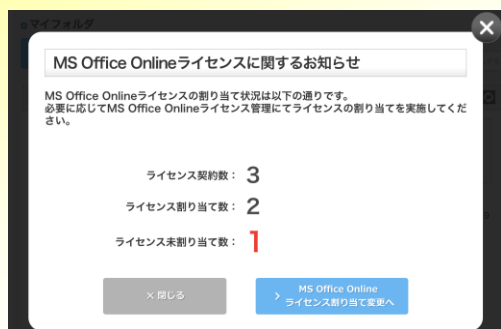 マイフォルダ
MS Office Onlineライセンスに関するお知らせ
MS Office Onlineライセンスの割り当て状況は以下の通りです。
必要に応じてMS Office Onlineライセンス管理にてライセンスの割り当てを実施してくだ
さい。
ライセンス契約数： 3
ライセンス割り当て数： 2
ライセンス未割り当て数： 1
× 閉じる
> MS Office Online
ライセンス割り当て変更へ